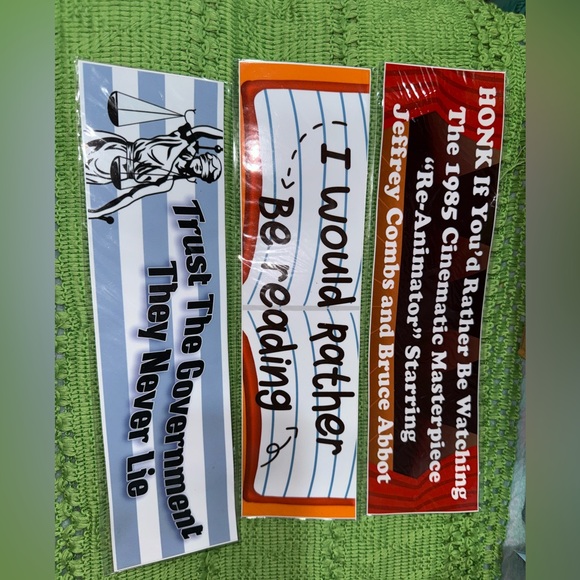 Trust The Government
They Never Lie
I would Rather
Be reading
HONK If You'd Rather Be Watching
The 1985 Cinematic Masterpiece
"Re-Animator" Starring
Jeffrey Combs and Bruce Abbot